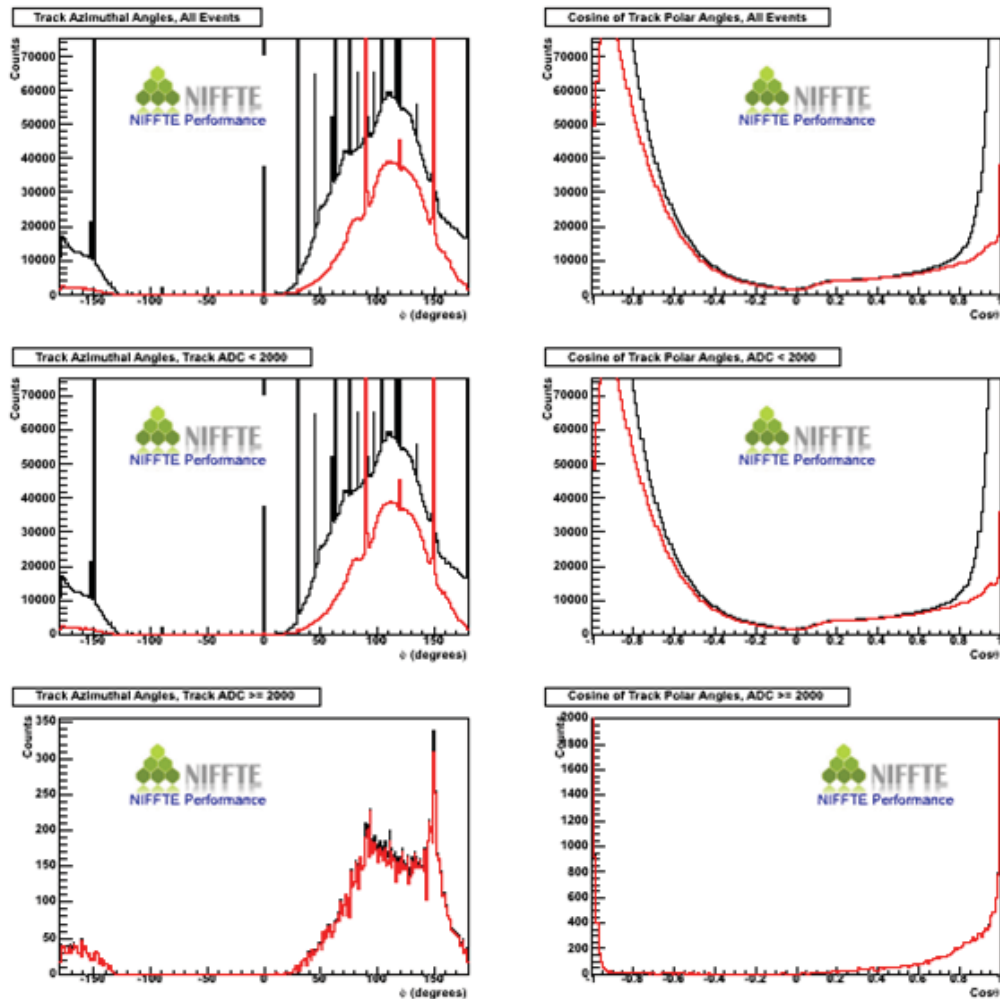 Track Azimuthal Angles, All Events
Counts
70000
60000
50000
40000
30000
20000
10000
0
NIFFTE
NIFFTE Performance
-150 -100 -50 0 50 100 150
φ (degrees)
Cosine of Track Polar Angles, All Events
Counts
70000
60000
50000
40000
30000
20000
10000
0
NIFFTE
NIFFTE Performance
-1 -0.8 -0.6 -0.4 -0.2 0 0.2 0.4 0.6 0.8 1
Cosθ
Track Azimuthal Angles, Track ADC < 2000
Counts
70000
60000
50000
40000
30000
20000
10000
0
NIFFTE
NIFFTE Performance
-150 -100 -50 0 50 100 150
φ (degrees)
Cosine of Track Polar Angles, ADC < 2000
Counts
70000
60000
50000
40000
30000
20000
10000
0
NIFFTE
NIFFTE Performance
-1 -0.8 -0.6 -0.4 -0.2 0 0.2 0.4 0.6 0.8 1
Cosθ
Track Azimuthal Angles, Track ADC >= 2000
Counts
350
300
250
200
150
100
50
0
NIFFTE
NIFFTE Performance
-150 -100 -50 0 50 100 150
φ (degrees)
Cosine of Track Polar Angles, ADC >= 2000
Counts
2000
1800
1600
1400
1200
1000
800
600
400
200
0
NIFFTE
NIFFTE Performance
-1 -0.8 -0.6 -0.4 -0.2 0 0.2 0.4 0.6 0.8 1
Cosθ